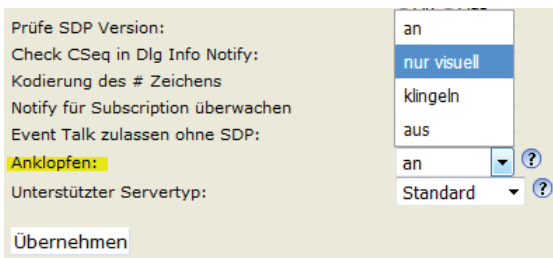 Prüfe SDP Version:
an
Check CSeq in Dlg Info Notify:
nur visuell
Kodierung des # Zeichens
klingeln
Notify für Subscription überwachen
Event Talk zulassen ohne SDP:
aus
Anklopfen:
an
?
Unterstützter Servertyp:
Standard
?
Übernehmen